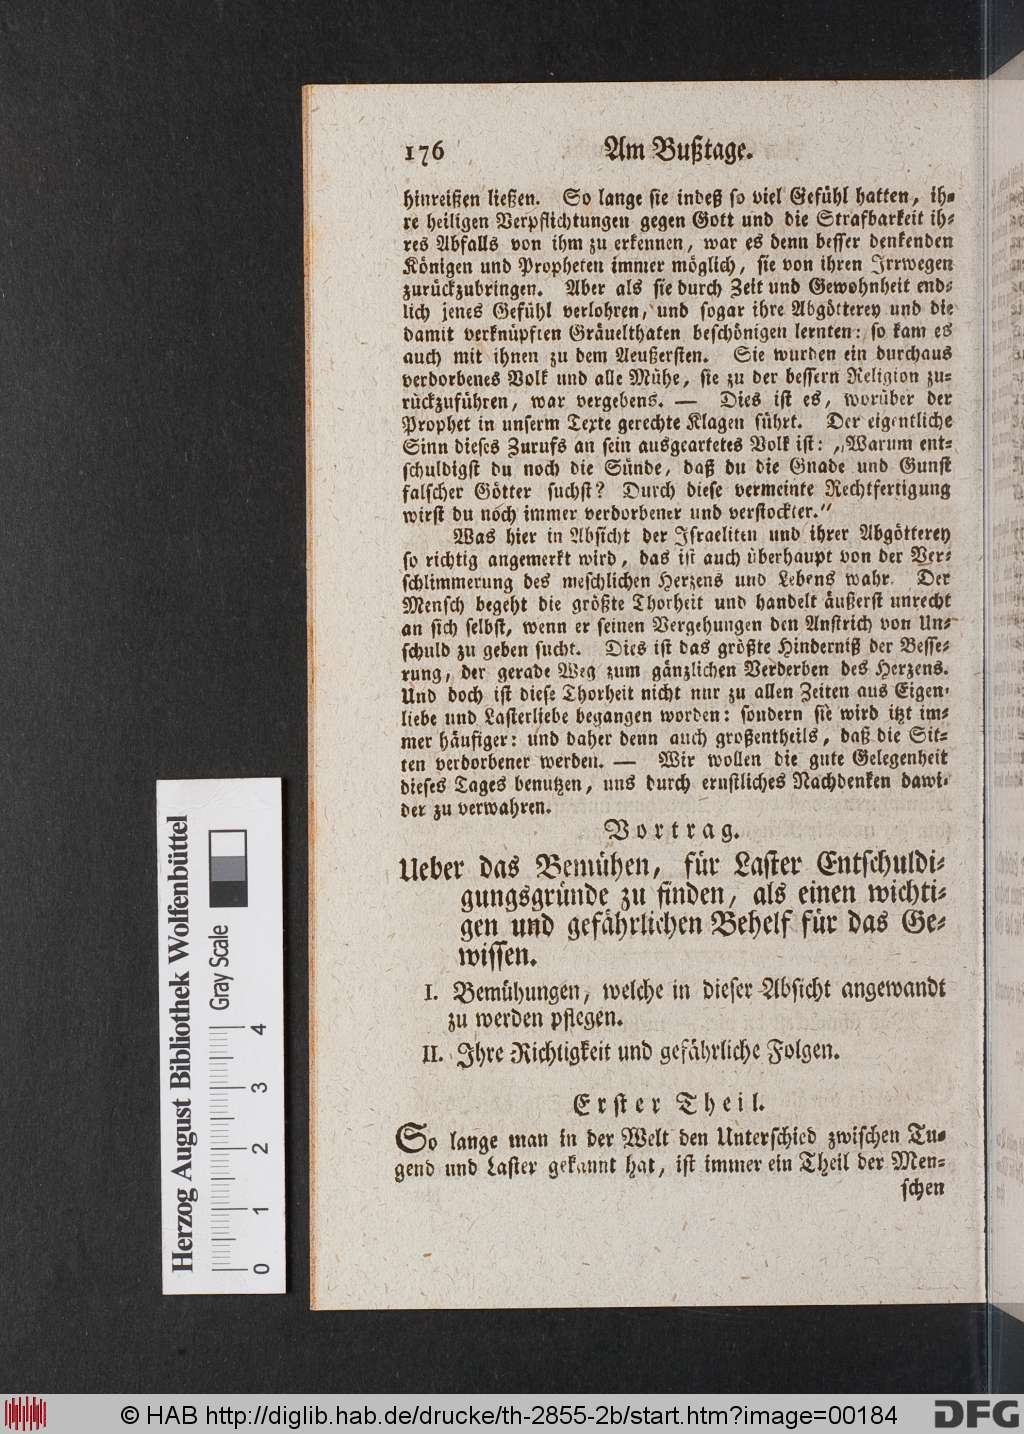 176 Am Bußtage.
hinreißen ließen. So lange sie indeß so viel Gefühl hatten, ih-
re heiligen Verpflichtungen gegen Gott und die Strafbarkeit ih-
res Abfalls von ihm zu erkennen, war es denn besser denkenden
Königen und Propheten immer möglich, sie von ihren Irrwegen
zurückzubringen. Aber als sie durch Zeit und Gewohnheit end-
lich jenes Gefühl verlohren, und sogar ihre Abgötterey und die
damit verknüpften Gräuelthaten beschönigen lernten: so kam es
auch mit ihnen zu dem Aeußersten. Sie wurden ein durchaus
verdorbenes Volk und alle Mühe, sie zu der bessern Religion zu-
rückzuführen, war vergebens. — Dies ist es, worüber der
Prophet in unserm Texte gerechte Klagen führt. Der eigentliche
Sinn dieses Zurufs an sein ausgeartetes Volk ist: „Warum ent-
schuldigst du noch die Sünde, daß du die Gnade und Gunst
falscher Götter suchst? Durch diese vermeinte Rechtfertigung
wirst du noch immer verdorbener und verstockter.“
Was hier in Absicht der Israeliten und ihrer Abgötterey
so richtig angemerkt wird, das ist auch überhaupt von der Ver-
schlimmerung des meschlichen Herzens und Lebens wahr. Der
Mensch begeht die größte Thorheit und handelt äußerst unrecht
an sich selbst, wenn er seinen Vergehungen den Anstrich von Un-
schuld zu geben sucht. Dies ist das größte Hinderniß der Besse-
rung, der gerade Weg zum gänzlichen Verderben des Herzens.
Und doch ist diese Thorheit nicht nur zu allen Zeiten aus Eigen-
liebe und Lasterliebe begangen worden: sondern sie wird itzt im-
mer häufiger: und daher denn auch großentheils, daß die Sit-
ten verdorbener werden. — Wir wollen die gute Gelegenheit
dieses Tages benutzen, uns durch ernstliches Nachdenken dawi-
der zu verwahren.
Vortrag.
Ueber das Bemühen, für Laster Entschuldi-
gungsgründe zu finden, als einen wichti-
gen und gefährlichen Behelf für das Ge-
wissen.
I. Bemühungen, welche in dieser Absicht angewandt
zu werden pflegen.
II. Ihre Richtigkeit und gefährliche Folgen.
Erster Theil.
So lange man in der Welt den Unterschied zwischen Tu-
gend und Laster gekannt hat, ist immer ein Theil der Men-
schen
Herzog August Bibliothek Wolfenbüttel
Gray Scale
0 1 2 3 4
© HAB http://diglib.hab.de/drucke/th-2855-2b/start.htm?image=00184
DFG